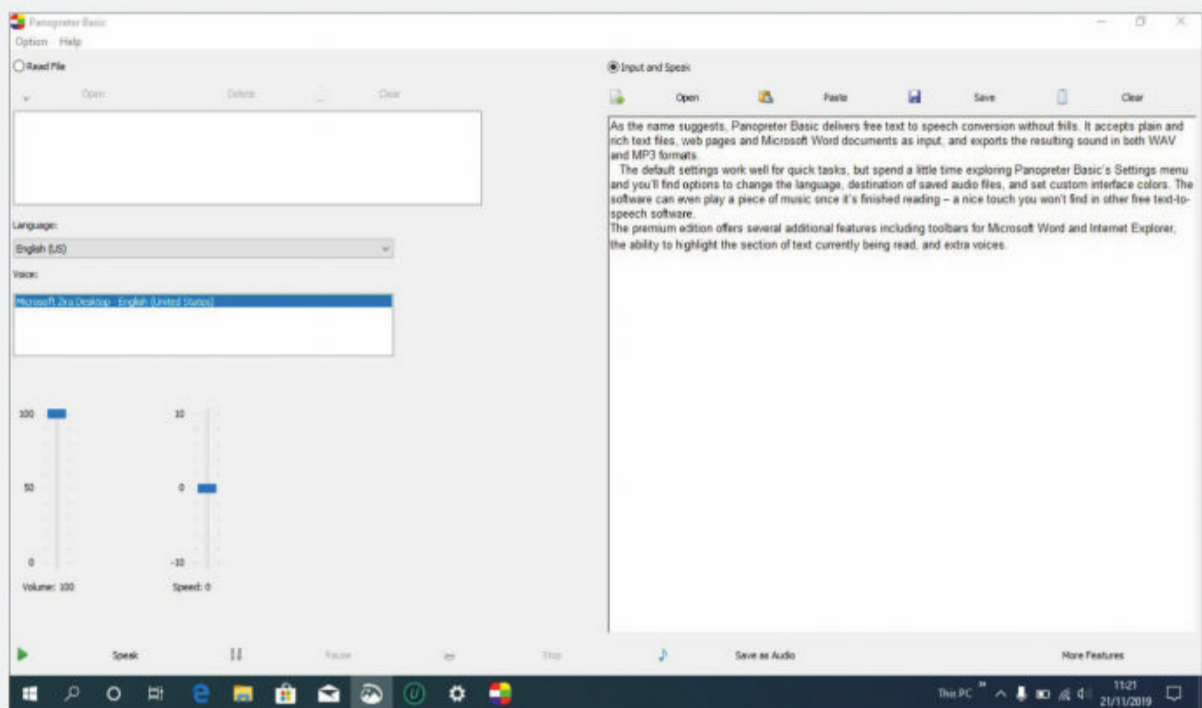 Panopreter Basic
Option Help
Read File
Open Delete Clear
Language:
English (US)
Voice:
Microsoft Zira Desktop - English (United States)
100
50
0
Volume: 100
10
0
-10
Speed: 0
Input and Speak
Open Paste Save Clear
As the name suggests, Panopreter Basic delivers free text to speech conversion without frills. It accepts plain and
rich text files, web pages and Microsoft Word documents as input, and exports the resulting sound in both WAV
and MP3 formats.
The default settings work well for quick tasks, but spend a little time exploring Panopreter Basic's Settings menu
and you'll find options to change the language, destination of saved audio files, and set custom interface colors. The
software can even play a piece of music once it's finished reading – a nice touch you won't find in other free text-to-
speech software.
The premium edition offers several additional features including toolbars for Microsoft Word and Internet Explorer,
the ability to highlight the section of text currently being read, and extra voices.
Speak Pause Stop Save as Audio More Features
This PC 11:21
21/11/2019